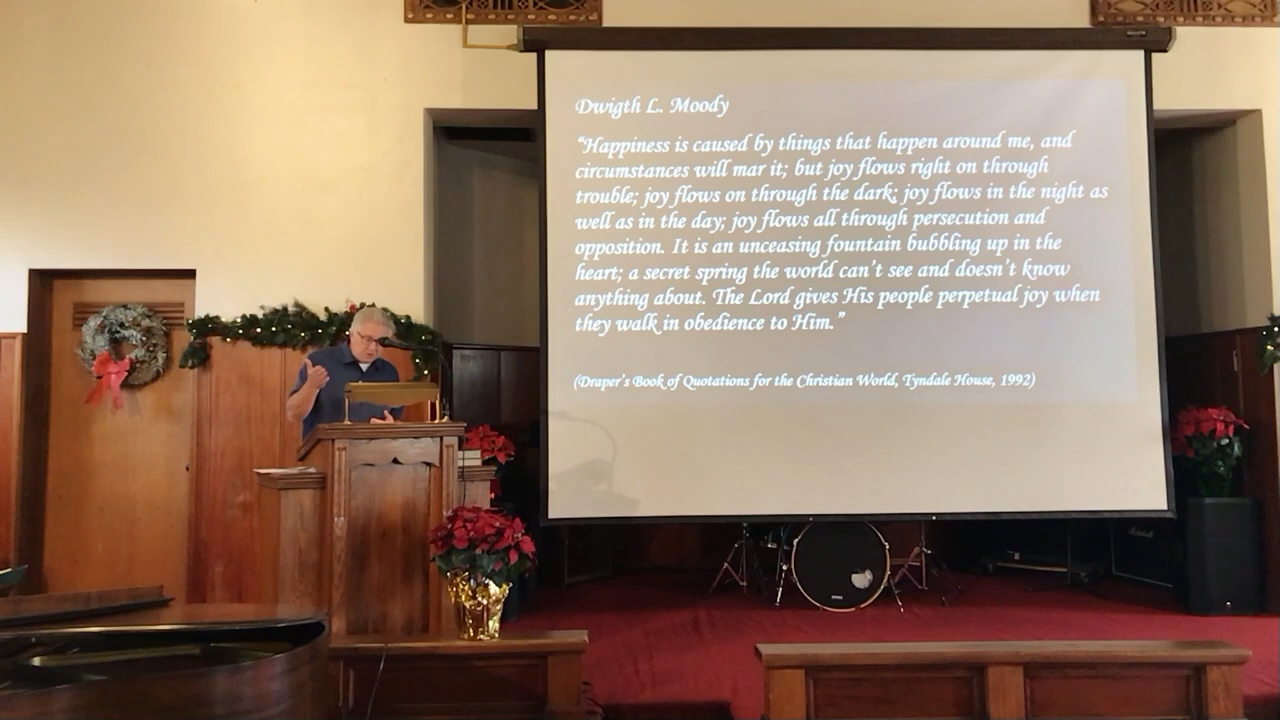 Dwigth L. Moody
“Happiness is caused by things that happen around me, and
circumstances will mar it; but joy flows right on through
trouble; joy flows on through the dark; joy flows in the night as
well as in the day; joy flows all through persecution and
opposition. It is an unceasing fountain bubbling up in the
heart; a secret spring the world can’t see and doesn’t know
anything about. The Lord gives His people perpetual joy when
they walk in obedience to Him.”
(Draper’s Book of Quotations for the Christian World, Tyndale House, 1992)
Marshall